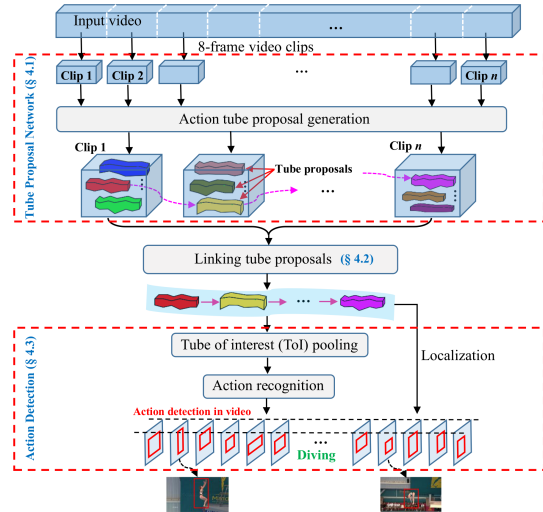 Input video
...
8-frame video clips
Clip 1
Clip 2
...
Clip n
Tube Proposal Network (§ 4.1)
Action tube proposal generation
Clip 1
Clip n
Tube proposals
...
Linking tube proposals (§ 4.2)
...
Action Detection (§ 4.3)
Tube of interest (ToI) pooling
Localization
Action recognition
Action detection in video
...
Diving